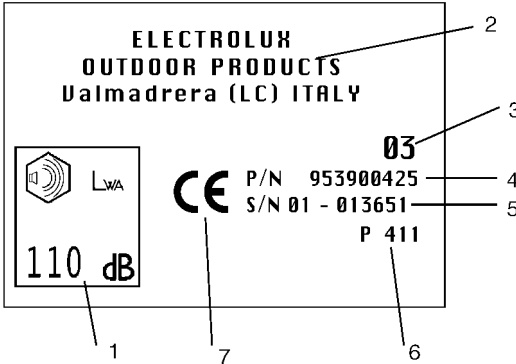 ELECTROLUX
OUTDOOR PRODUCTS
Valmadrera (LC) ITALY
2
03
3
LWA
CE
P/N 953900425
4
S/N 01 - 013651
5
P 411
110 dB
1
7
6